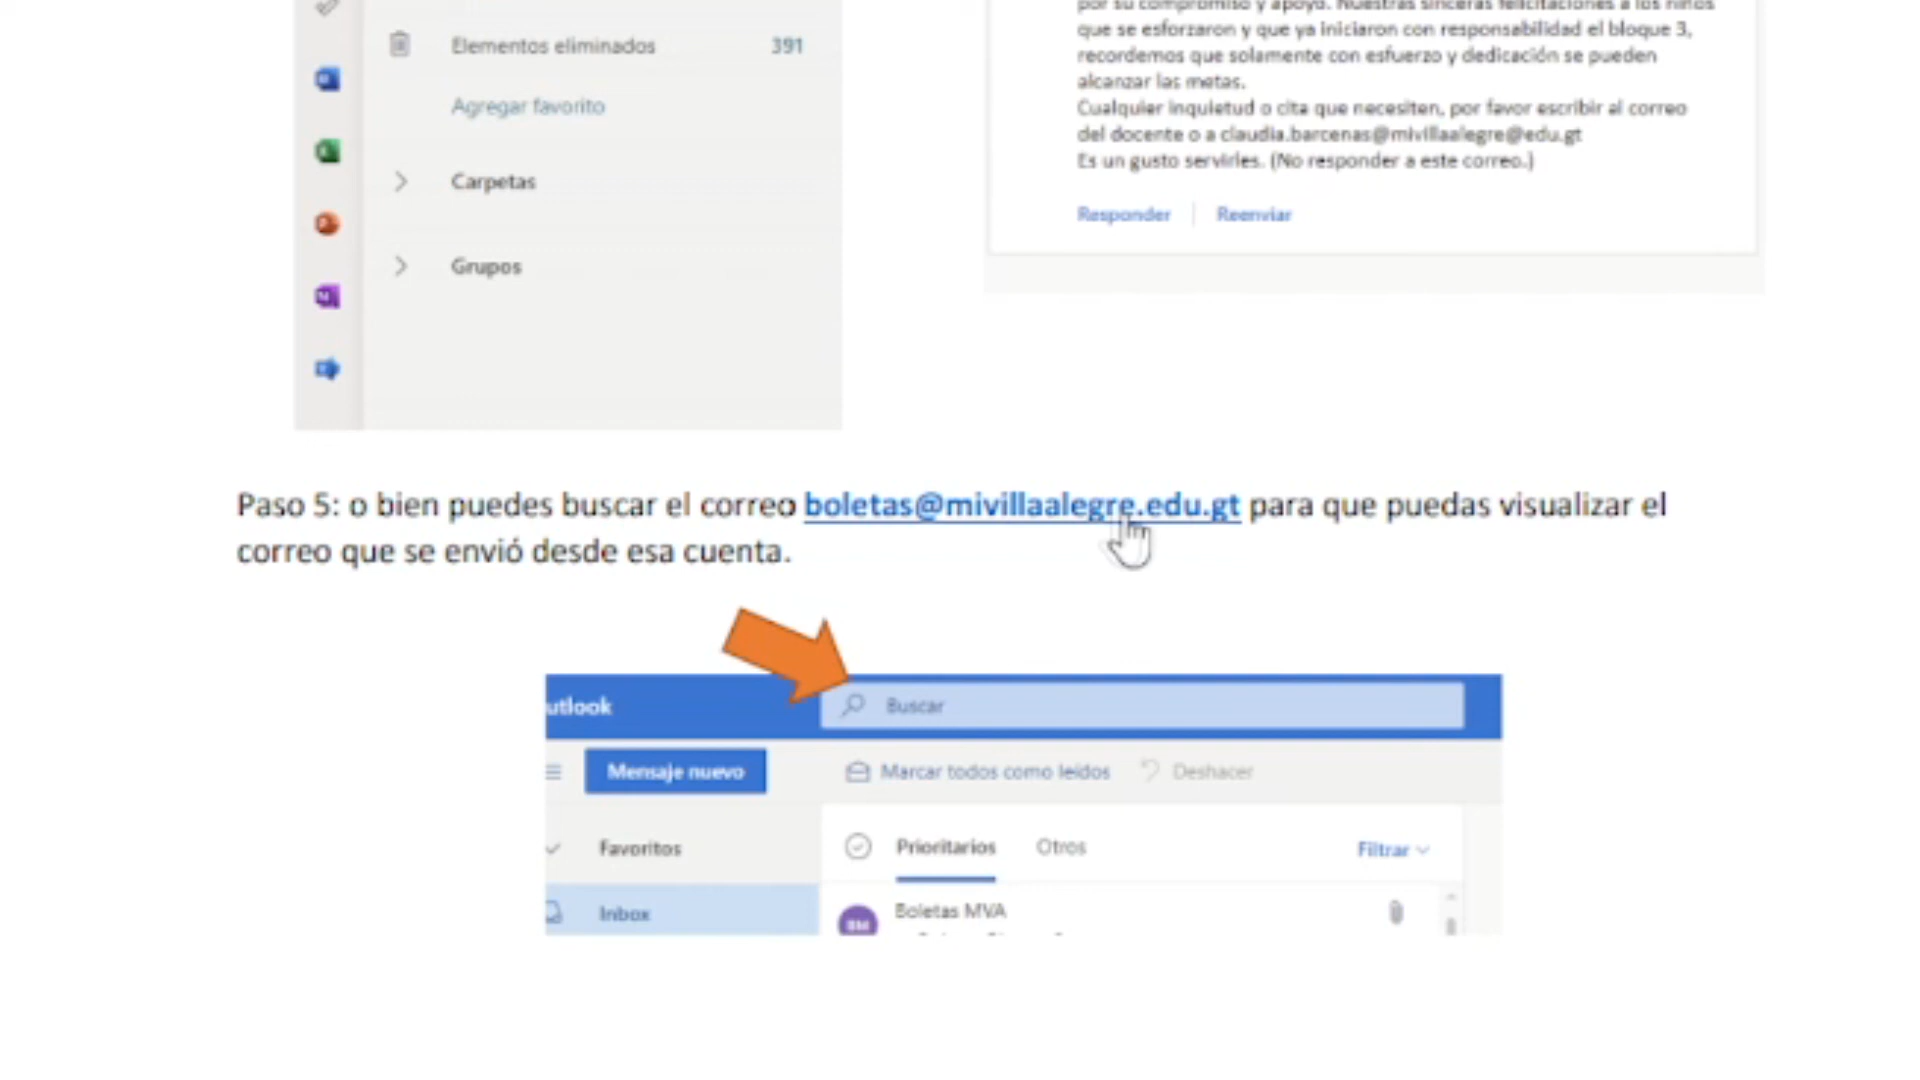 Elementos eliminados 391
Agregar favorito
Carpetas
Grupos
por su compromiso y apoyo. Nuestras sinceras felicitaciones a los niños
que se esforzaron y que ya iniciaron con responsabilidad el bloque 3,
recordemos que solamente con esfuerzo y dedicación se pueden
alcanzar las metas.
Cualquier inquietud o cita que necesiten, por favor escribir al correo
del docente o a claudia.barcenas@mivillaalegre@edu.gt
Es un gusto servirles. (No responder a este correo.)
Responder Reenviar
Paso 5: o bien puedes buscar el correo boletas@mivillaalegre.edu.gt para que puedas visualizar el
correo que se envió desde esa cuenta.
utlook Buscar
Mensaje nuevo Marcar todos como leídos Deshacer
Favoritos Prioritarios Otros Filtrar
Inbox Boletas MVA
BM